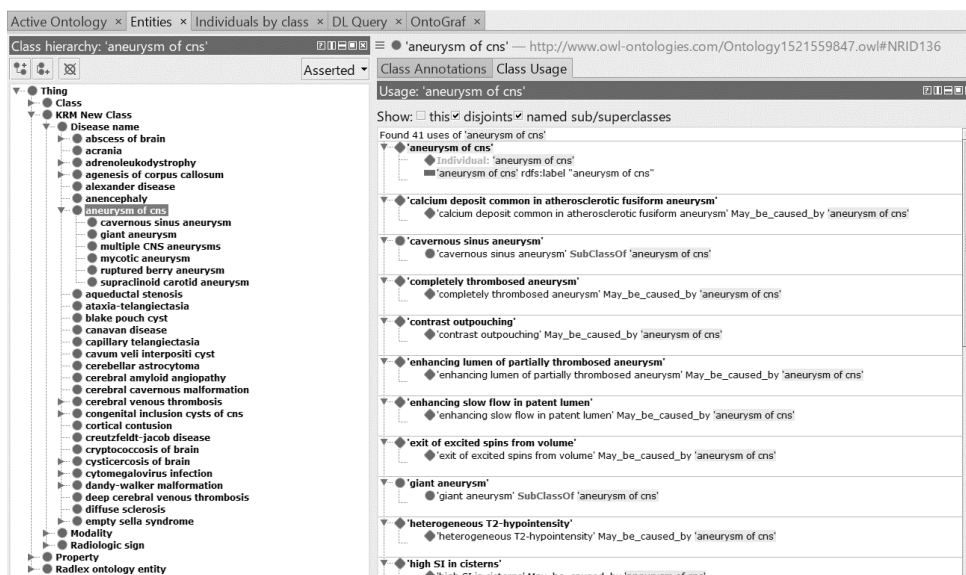 Active Ontology × Entities × Individuals by class × DL Query × OntoGraf ×
Class hierarchy: 'aneurysm of cns'
Asserted
Thing
Class
KRM New Class
Disease name
abscess of brain
acrania
adrenoleukodystrophy
agenesis of corpus callosum
alexander disease
anencephaly
aneurysm of cns
cavernous sinus aneurysm
giant aneurysm
multiple CNS aneurysms
mycotic aneurysm
ruptured berry aneurysm
supraclinoid carotid aneurysm
aqueductal stenosis
ataxia-telangiectasia
blake pouch cyst
canavan disease
capillary telangiectasia
cavum veli interpositi cyst
cerebellar astrocytoma
cerebral amyloid angiopathy
cerebral cavernous malformation
cerebral venous thrombosis
congenital inclusion cysts of cns
cortical contusion
creutzfeldt-jacob disease
cryptococcosis of brain
cysticercosis of brain
cytomegalovirus infection
dandy-walker malformation
deep cerebral venous thrombosis
diffuse sclerosis
empty sella syndrome
Modality
Radiologic sign
Property
Radlex ontology entity
'aneurysm of cns' — http://www.owl-ontologies.com/Ontology1521559847.owl#NRID136
Class Annotations Class Usage
Usage: 'aneurysm of cns'
Show: this disjoints named sub/superclasses
Found 41 uses of 'aneurysm of cns'
'aneurysm of cns'
Individual: 'aneurysm of cns'
'aneurysm of cns' rdfs:label "aneurysm of cns"
'calcium deposit common in atherosclerotic fusiform aneurysm'
'calcium deposit common in atherosclerotic fusiform aneurysm' May_be_caused_by 'aneurysm of cns'
'cavernous sinus aneurysm'
'cavernous sinus aneurysm' SubClassOf 'aneurysm of cns'
'completely thrombosed aneurysm'
'completely thrombosed aneurysm' May_be_caused_by 'aneurysm of cns'
'contrast outpouching'
'contrast outpouching' May_be_caused_by 'aneurysm of cns'
'enhancing lumen of partially thrombosed aneurysm'
'enhancing lumen of partially thrombosed aneurysm' May_be_caused_by 'aneurysm of cns'
'enhancing slow flow in patent lumen'
'enhancing slow flow in patent lumen' May_be_caused_by 'aneurysm of cns'
'exit of excited spins from volume'
'exit of excited spins from volume' May_be_caused_by 'aneurysm of cns'
'giant aneurysm'
'giant aneurysm' SubClassOf 'aneurysm of cns'
'heterogeneous T2-hypointensity'
'heterogeneous T2-hypointensity' May_be_caused_by 'aneurysm of cns'
'high SI in cisterns'
'high SI in cisterns' May_be_caused_by 'aneurysm of cns'